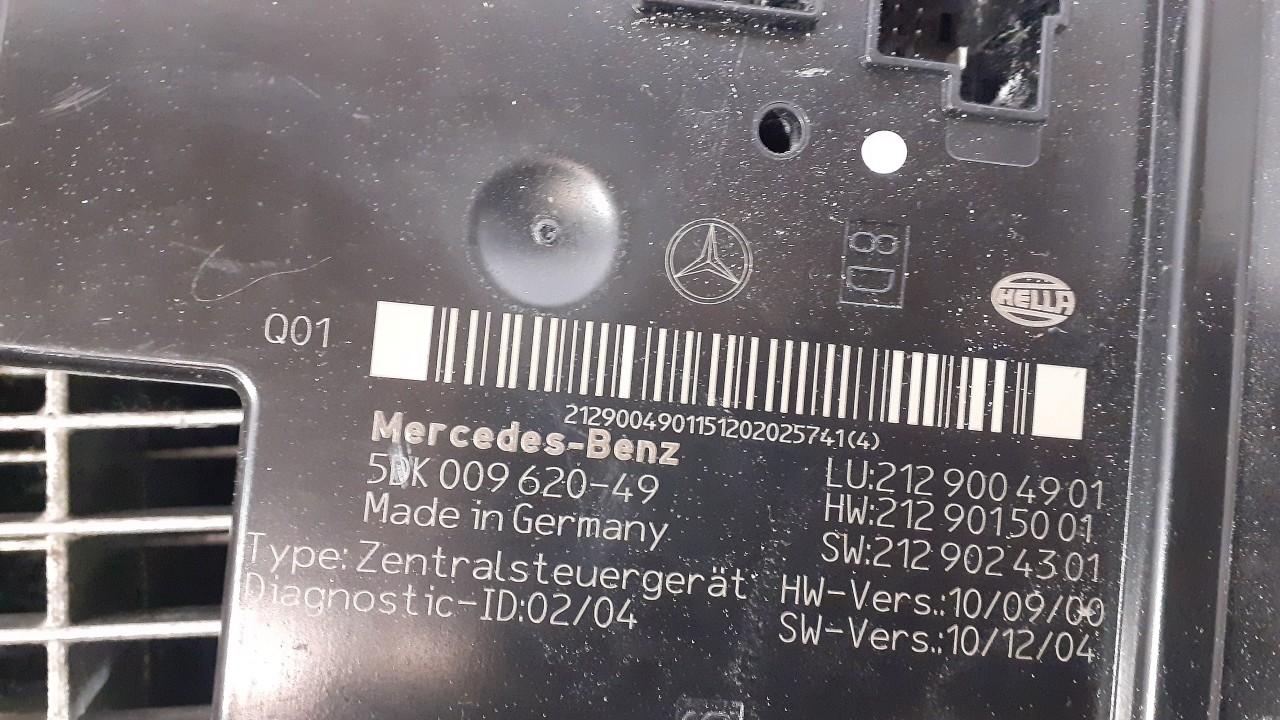 8D
HELLA
Q01
2129004901151202025741(4)
Mercedes-Benz
5DK 009 620-49
LU:212 900 49 01
Made in Germany
HW:212 901 50 01
SW:212 902 43 01
Type: Zentralsteuergerät
HW-Vers.:10/09/00
Diagnostic-ID:02/04
SW-Vers.:10/12/04